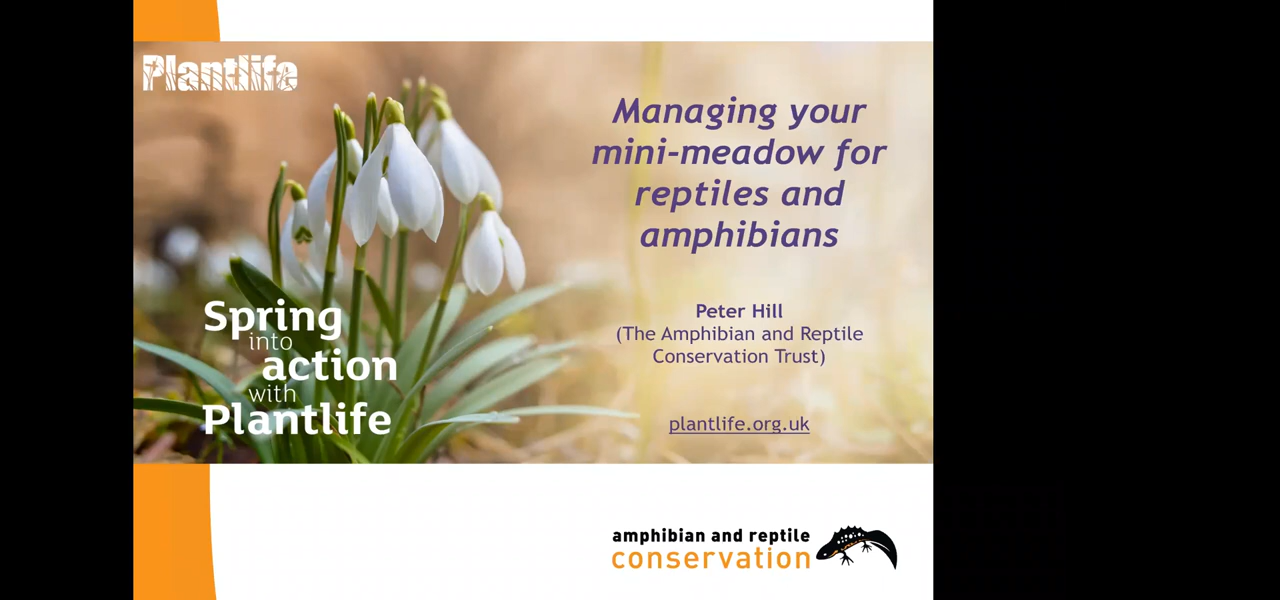 Plantlife
Managing your
mini-meadow for
reptiles and
amphibians
Peter Hill
(The Amphibian and Reptile
Conservation Trust)
plantlife.org.uk
Spring
into
action
with
Plantlife
amphibian and reptile
conservation